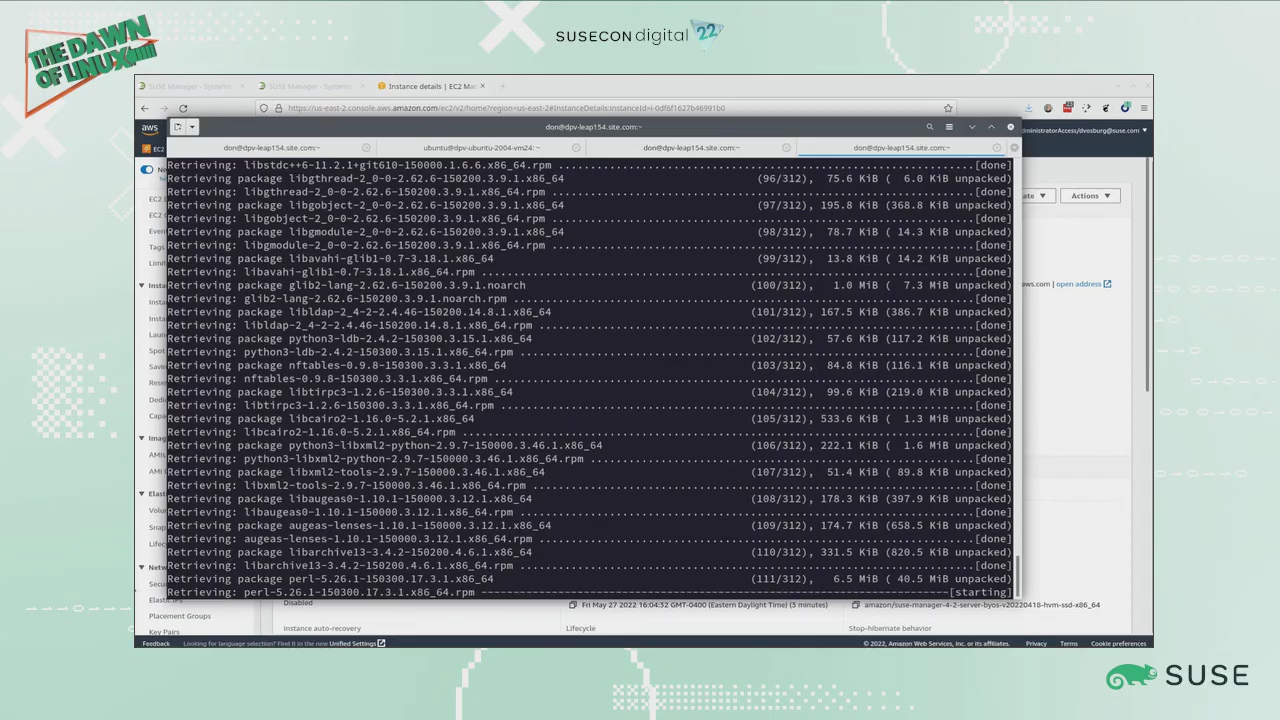 THE DAWN
OF LINUX
SUSECON digital 22
SUSE Manager - Systems
SUSE Manager - Systems
Instance details | EC2 Ma
https://us-east-2.console.aws.amazon.com/ec2/v2/home?region=us-east-2#InstanceDetails:instanceId=i-0df6f1627b46991b0
aws
don@dpv-leap154.site.com:~
dministratorAccess/dvosburg@suse.com
EC2
don@dpv-leap154.site.com:~
ubuntu@dpv-ubuntu-2004-vm24: ~
don@dpv-leap154.site.com:~
don@dpv-leap154.site.com:~
Retrieving: libstdc++6-11.2.1+git610-150000.1.6.6.x86_64.rpm [done]
Retrieving package libgthread-2_0-0-2.62.6-150200.3.9.1.x86_64 (96/312), 75.6 KiB ( 6.0 KiB unpacked)
Retrieving: libgthread-2_0-0-2.62.6-150200.3.9.1.x86_64.rpm [done]
Retrieving package libgobject-2_0-0-2.62.6-150200.3.9.1.x86_64 (97/312), 195.8 KiB (368.8 KiB unpacked)
Retrieving: libgobject-2_0-0-2.62.6-150200.3.9.1.x86_64.rpm [done]
Retrieving package libgmodule-2_0-0-2.62.6-150200.3.9.1.x86_64 (98/312), 78.7 KiB ( 14.3 KiB unpacked)
Retrieving: libgmodule-2_0-0-2.62.6-150200.3.9.1.x86_64.rpm [done]
Retrieving package libavahi-glib1-0.7-3.18.1.x86_64 (99/312), 13.8 KiB ( 14.2 KiB unpacked)
Retrieving: libavahi-glib1-0.7-3.18.1.x86_64.rpm [done]
Retrieving package glib2-lang-2.62.6-150200.3.9.1.noarch (100/312), 1.0 MiB ( 7.3 MiB unpacked)
Retrieving: glib2-lang-2.62.6-150200.3.9.1.noarch.rpm [done]
Retrieving package libldap-2_4-2-2.4.46-150200.14.8.1.x86_64 (101/312), 167.5 KiB (386.7 KiB unpacked)
Retrieving: libldap-2_4-2-2.4.46-150200.14.8.1.x86_64.rpm [done]
Retrieving package python3-ldb-2.4.2-150300.3.15.1.x86_64 (102/312), 57.6 KiB (117.2 KiB unpacked)
Retrieving: python3-ldb-2.4.2-150300.3.15.1.x86_64.rpm [done]
Retrieving package nftables-0.9.8-150300.3.3.1.x86_64 (103/312), 84.8 KiB (116.1 KiB unpacked)
Retrieving: nftables-0.9.8-150300.3.3.1.x86_64.rpm [done]
Retrieving package libtirpc3-1.2.6-150300.3.3.1.x86_64 (104/312), 99.6 KiB (219.0 KiB unpacked)
Retrieving: libtirpc3-1.2.6-150300.3.3.1.x86_64.rpm [done]
Retrieving package libcairo2-1.16.0-5.2.1.x86_64 (105/312), 533.6 KiB ( 1.3 MiB unpacked)
Retrieving: libcairo2-1.16.0-5.2.1.x86_64.rpm [done]
Retrieving package python3-libxml2-python-2.9.7-150000.3.46.1.x86_64 (106/312), 222.1 KiB ( 1.6 MiB unpacked)
Retrieving: python3-libxml2-python-2.9.7-150000.3.46.1.x86_64.rpm [done]
Retrieving package libxml2-tools-2.9.7-150000.3.46.1.x86_64 (107/312), 51.4 KiB ( 89.8 KiB unpacked)
Retrieving: libxml2-tools-2.9.7-150000.3.46.1.x86_64.rpm [done]
Retrieving package libaugeas0-1.10.1-150000.3.12.1.x86_64 (108/312), 178.3 KiB (397.9 KiB unpacked)
Retrieving: libaugeas0-1.10.1-150000.3.12.1.x86_64.rpm [done]
Retrieving package augeas-lenses-1.10.1-150000.3.12.1.x86_64 (109/312), 174.7 KiB (658.5 KiB unpacked)
Retrieving: augeas-lenses-1.10.1-150000.3.12.1.x86_64.rpm [done]
Retrieving package libarchive13-3.4.2-150200.4.6.1.x86_64 (110/312), 331.5 KiB (820.5 KiB unpacked)
Retrieving: libarchive13-3.4.2-150200.4.6.1.x86_64.rpm [done]
Retrieving package perl-5.26.1-150300.17.3.1.x86_64 (111/312), 6.5 MiB ( 40.5 MiB unpacked)
Retrieving: perl-5.26.1-150300.17.3.1.x86_64.rpm [starting]
Actions
aws.com | open address
Placement Groups
Key Pairs
Disabled
Fri May 27 2022 16:04:32 GMT-0400 (Eastern Daylight Time) (3 minutes)
amazon/suse-manager-4-2-server-byos-v20220418-hvm-ssd-x86_64
Instance auto-recovery
Lifecycle
Stop-hibernate behavior
Feedback
Looking for language selection? Find it in the new Unified Settings
© 2022, Amazon Web Services, Inc. or its affiliates.
Privacy
Terms
Cookie preferences
SUSE